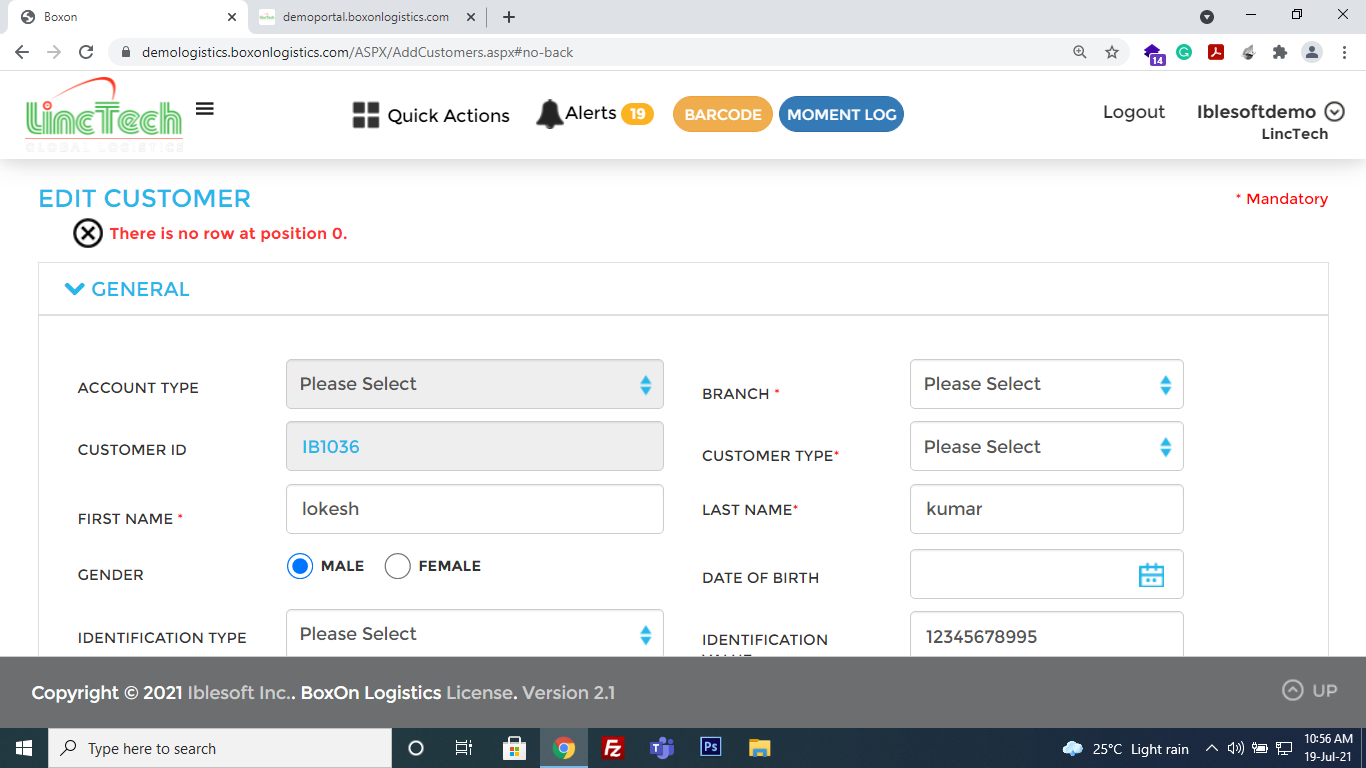 Boxon
demoportal.boxonlogistics.com
demologistics.boxonlogistics.com/ASPX/AddCustomers.aspx#no-back
14
LincTech
GLOBAL LOGISTICS
Quick Actions
Alerts 19
BARCODE
MOMENT LOG
Logout
Iblesoftdemo
LincTech
EDIT CUSTOMER
* Mandatory
There is no row at position 0.
GENERAL
ACCOUNT TYPE Please Select
BRANCH * Please Select
CUSTOMER ID IB1036
CUSTOMER TYPE* Please Select
FIRST NAME * lokesh
LAST NAME* kumar
GENDER MALE FEMALE
DATE OF BIRTH
IDENTIFICATION TYPE Please Select
IDENTIFICATION 12345678995
Copyright © 2021 Iblesoft Inc.. BoxOn Logistics License. Version 2.1
UP
Type here to search
Fz
Ps
25°C Light rain
10:56 AM
19-Jul-21